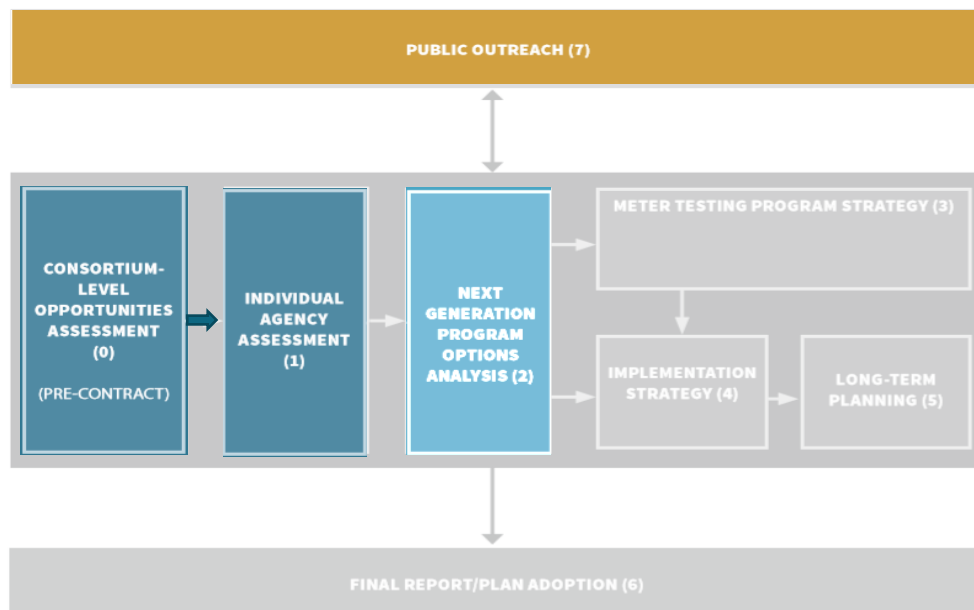 PUBLIC OUTREACH (7)
CONSORTIUM-
LEVEL
OPPORTUNITIES
ASSESSMENT
(0)
(PRE-CONTRACT)
INDIVIDUAL
AGENCY
ASSESSMENT
(1)
NEXT
GENERATION
PROGRAM
OPTIONS
ANALYSIS (2)
METER TESTING PROGRAM STRATEGY (3)
IMPLEMENTATION
STRATEGY (4)
LONG-TERM
PLANNING (5)
FINAL REPORT/PLAN ADOPTION (6)